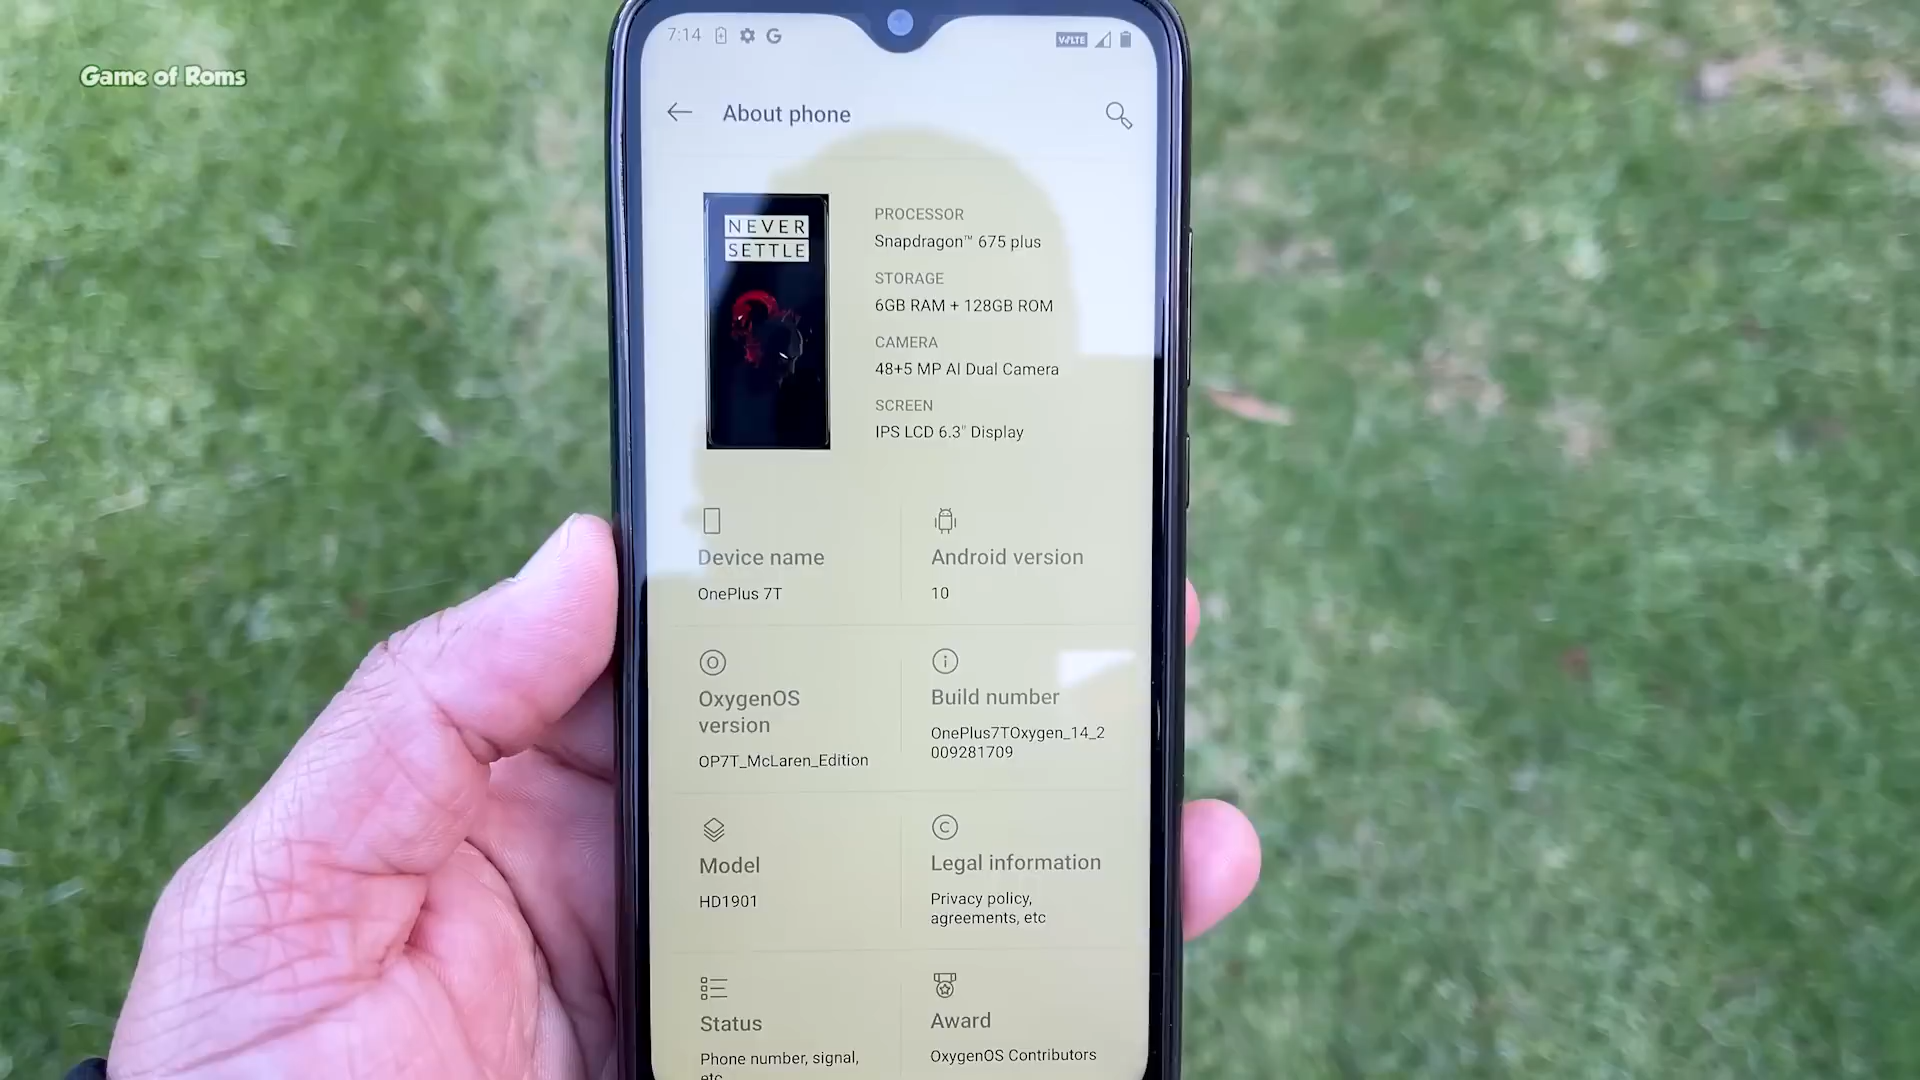 Game of Roms
7:14
G
VoLTE
About phone
NEVER
SETTLE
PROCESSOR
Snapdragon™ 675 plus
STORAGE
6GB RAM + 128GB ROM
CAMERA
48+5 MP AI Dual Camera
SCREEN
IPS LCD 6.3" Display
Device name
OnePlus 7T
Android version
10
OxygenOS
version
OP7T_McLaren_Edition
Build number
OnePlus7TOxygen_14_2
009281709
Model
HD1901
Legal information
Privacy policy,
agreements, etc
Status
Phone number, signal,
etc
Award
OxygenOS Contributors